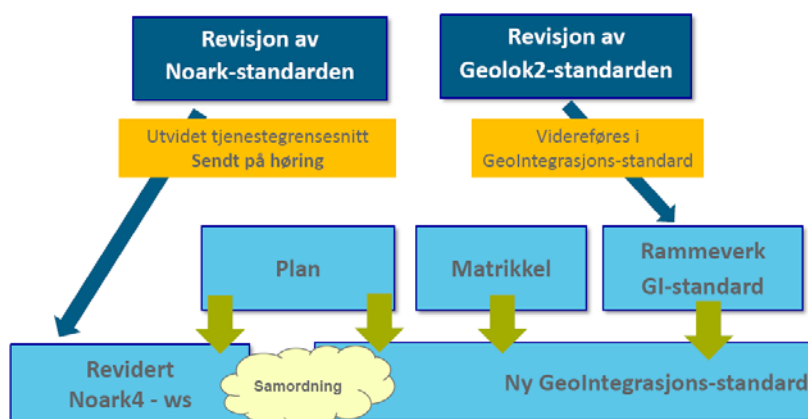 Revisjon av
Noark-standarden
Revisjon av
Geolok2-standarden
Utvidet tjenestegrensesnitt
Sendt på høring
Videreføres i
GeoIntegrasjons-standard
Plan
Matrikkel
Rammeverk
GI-standard
Revidert
Noark4 - ws
Samordning
Ny GeoIntegrasjons-standard